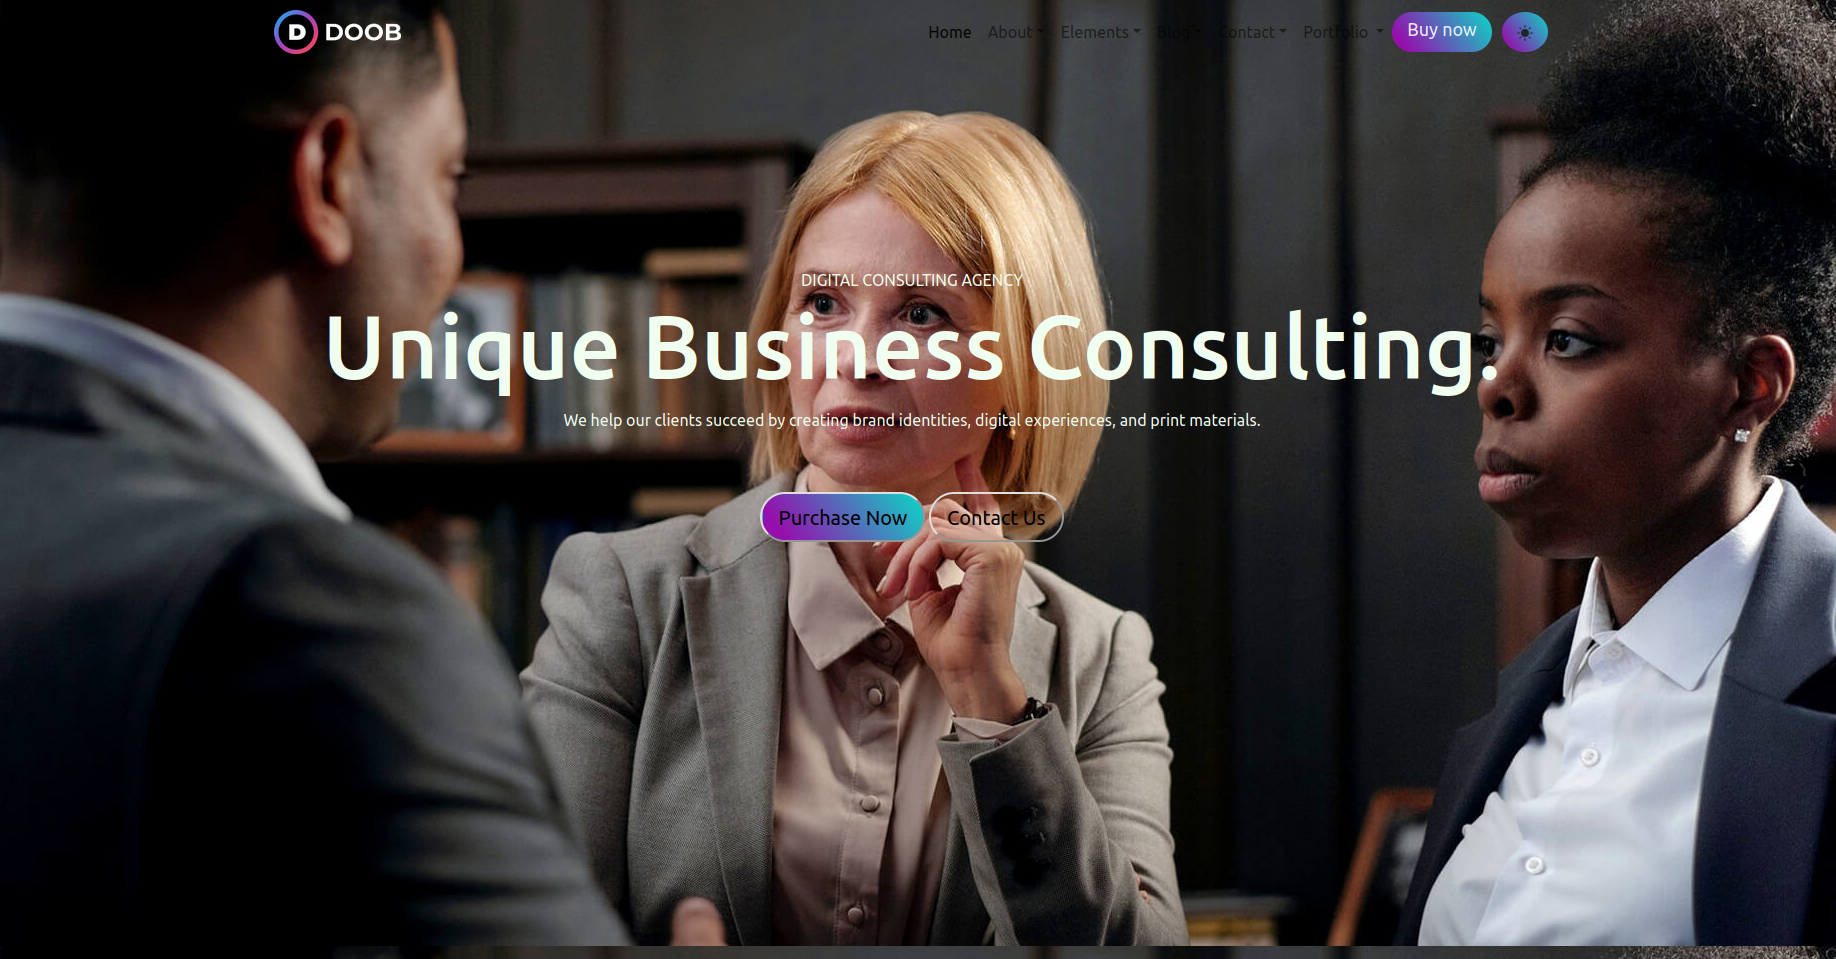 D DOOB
Home About Elements Blog Contact Portfolio Buy now
DIGITAL CONSULTING AGENCY
Unique Business Consulting.
We help our clients succeed by creating brand identities, digital experiences, and print materials.
Purchase Now Contact Us